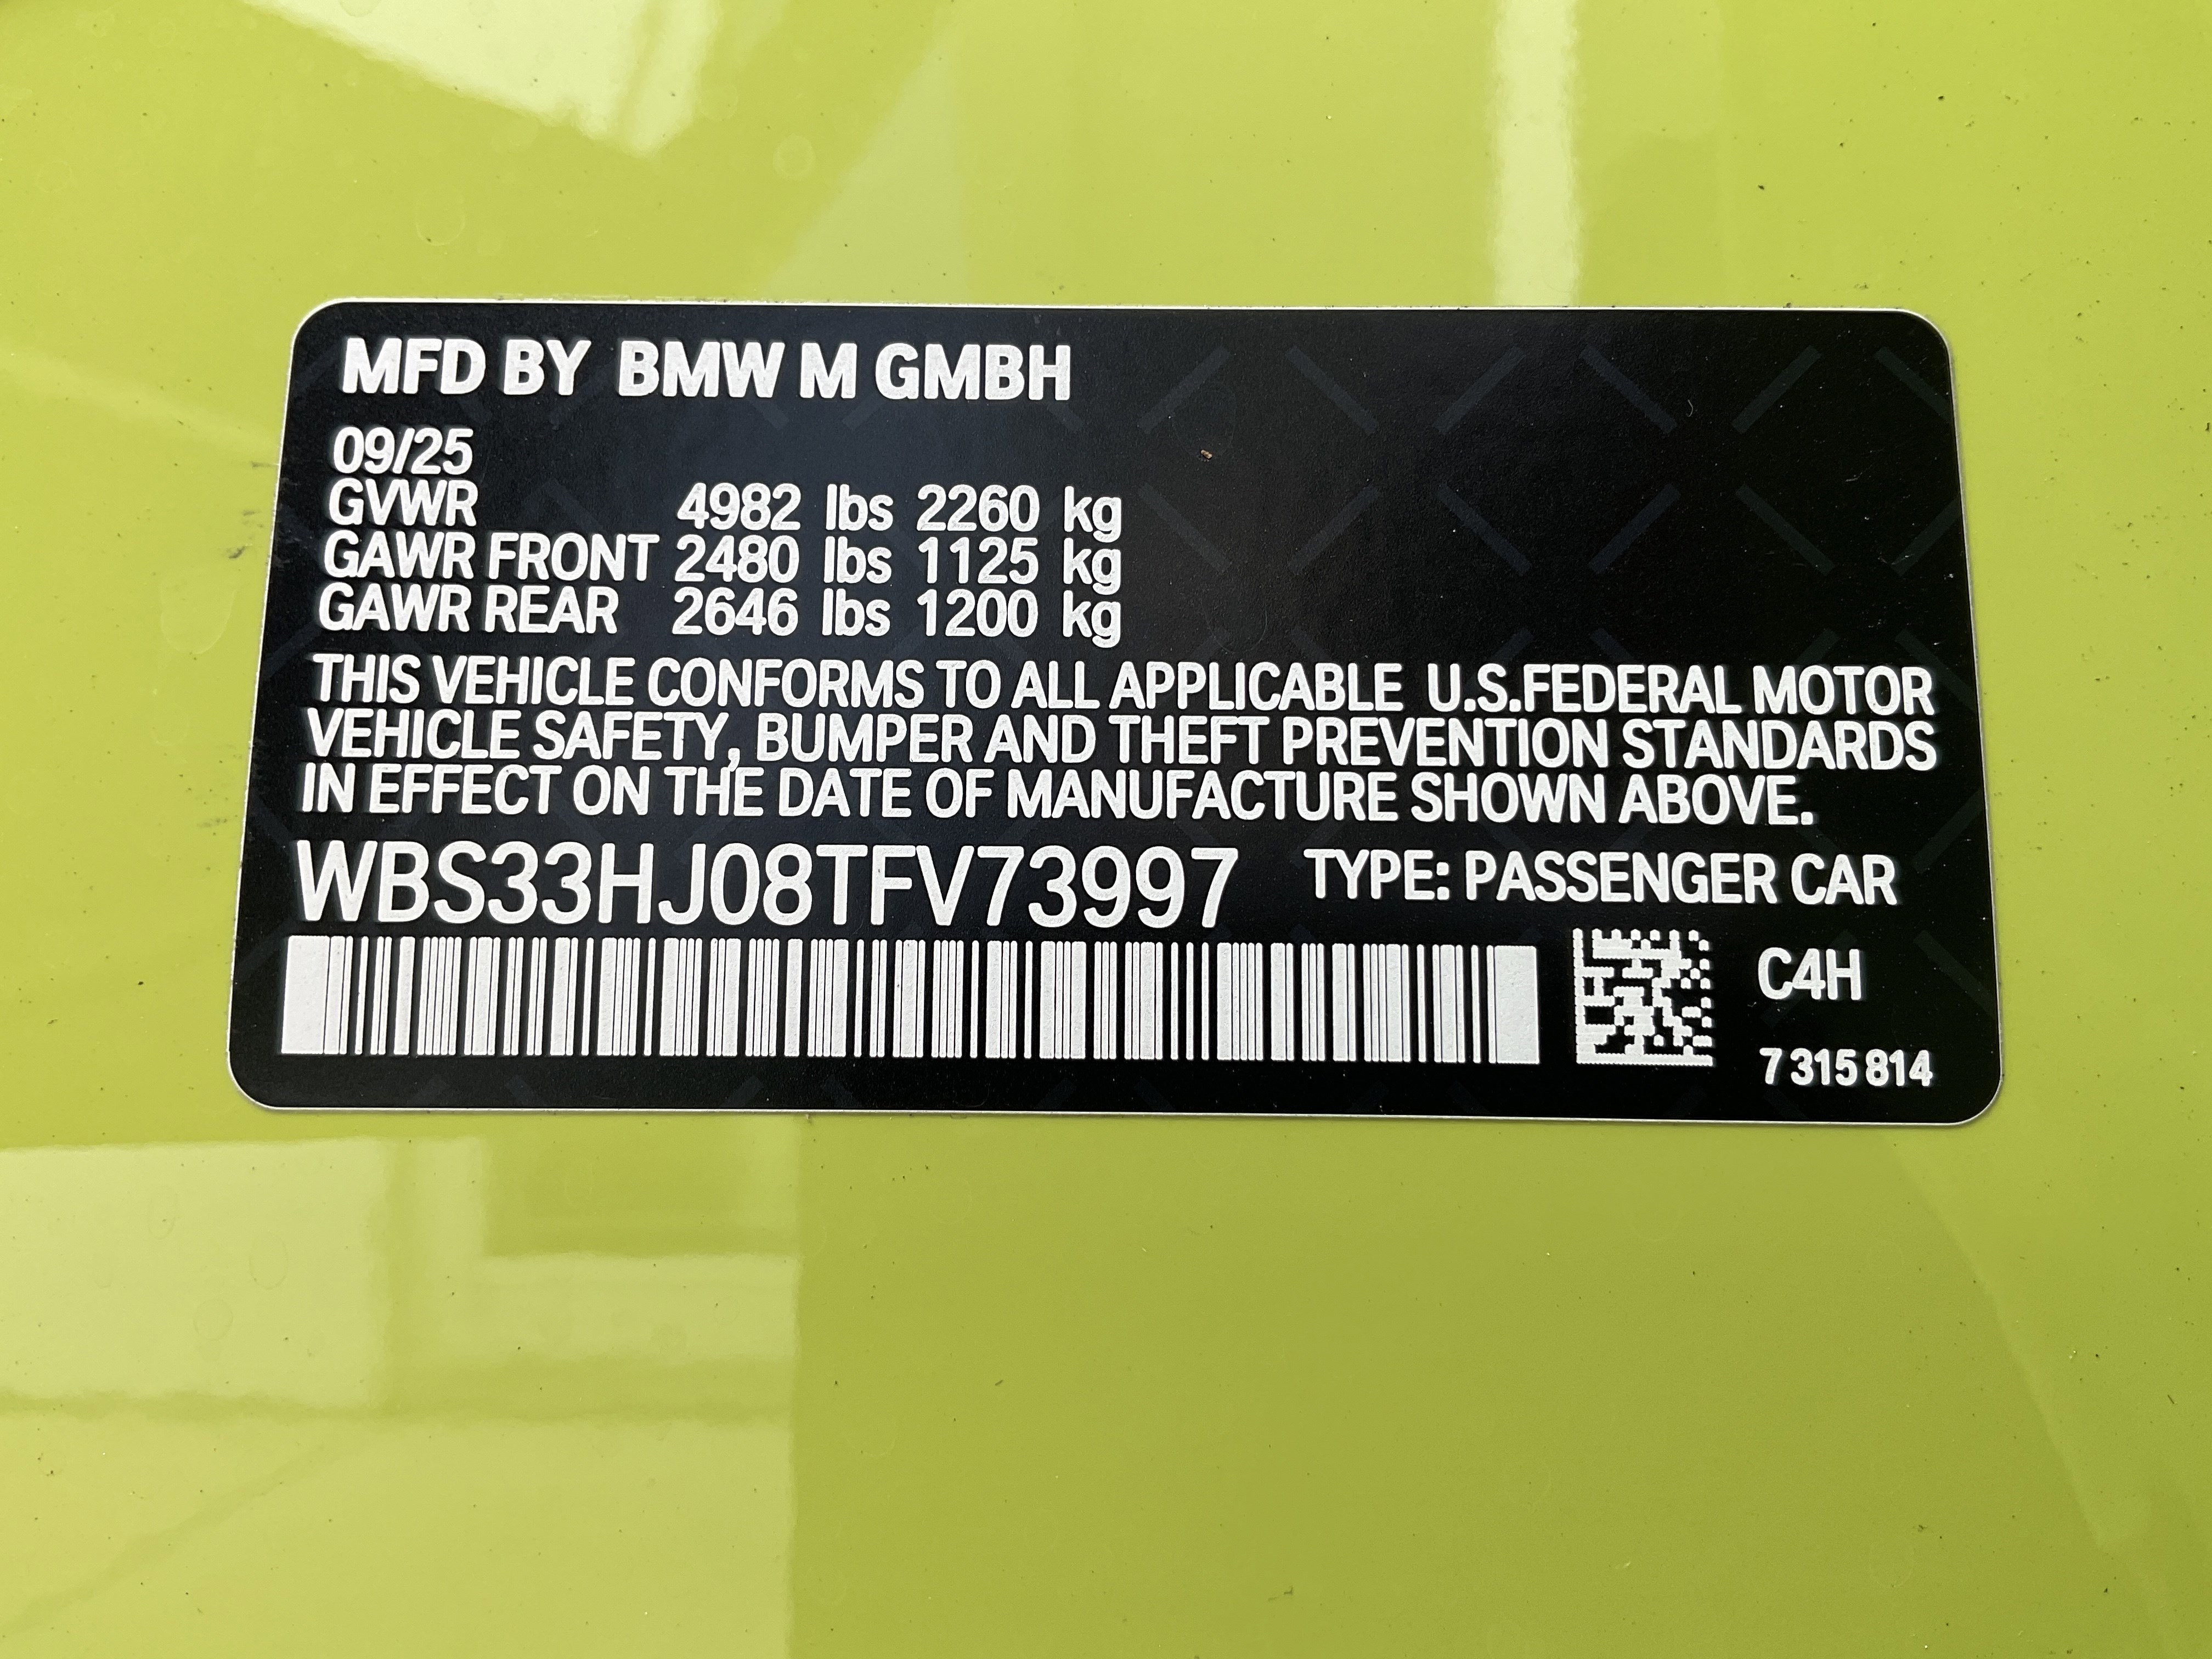 MFD BY BMW M GMBH
09/25
GVWR 4982 lbs 2260 kg
GAWR FRONT 2480 lbs 1125 kg
GAWR REAR 2646 lbs 1200 kg
THIS VEHICLE CONFORMS TO ALL APPLICABLE U.S.FEDERAL MOTOR
VEHICLE SAFETY, BUMPER AND THEFT PREVENTION STANDARDS
IN EFFECT ON THE DATE OF MANUFACTURE SHOWN ABOVE.
WBS33HJ08TFV73997 TYPE: PASSENGER CAR
C4H
7 315 814